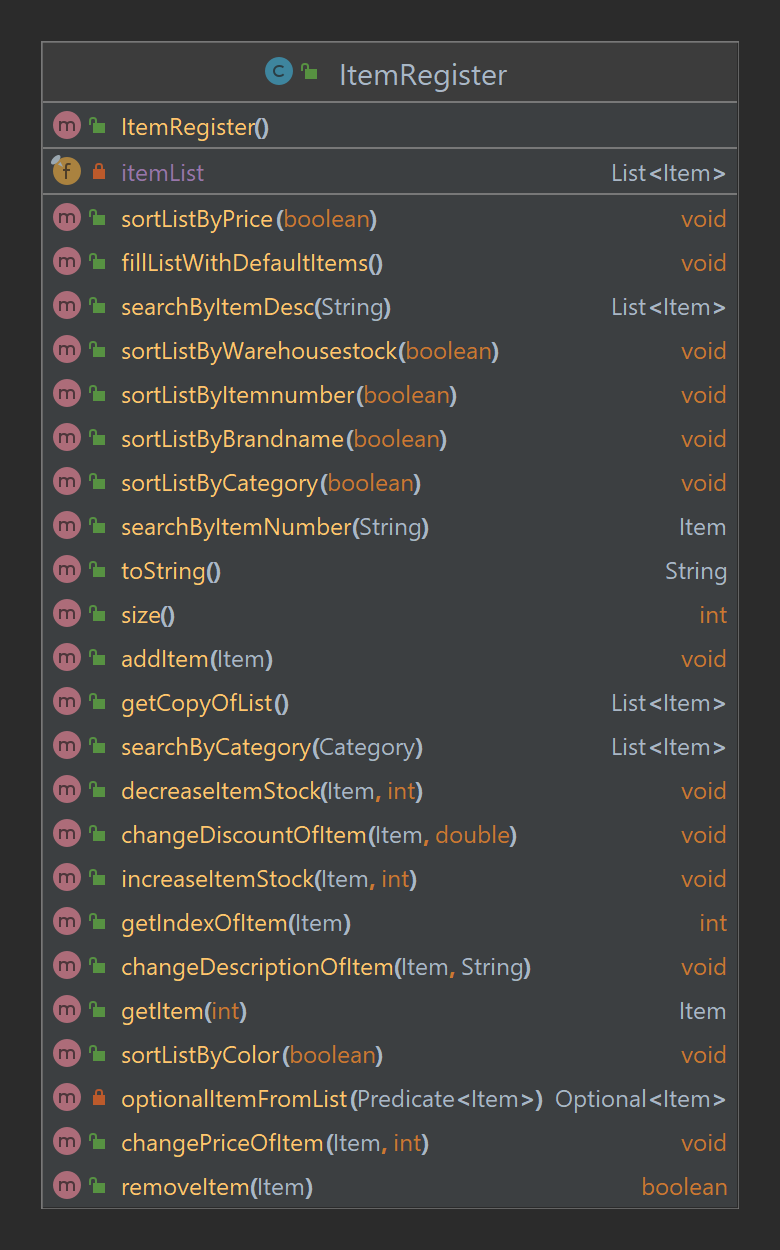 C ItemRegister
m ItemRegister()
f itemList List<Item>
m sortListByPrice(boolean) void
m fillListWithDefaultItems() void
m searchByItemDesc(String) List<Item>
m sortListByWarehousestock(boolean) void
m sortListByItemnumber(boolean) void
m sortListByBrandname(boolean) void
m sortListByCategory(boolean) void
m searchByItemNumber(String) Item
m toString() String
m size() int
m addItem(Item) void
m getCopyOfList() List<Item>
m searchByCategory(Category) List<Item>
m decreaseItemStock(Item, int) void
m changeDiscountOfItem(Item, double) void
m increaseItemStock(Item, int) void
m getIndexOfItem(Item) int
m changeDescriptionOfItem(Item, String) void
m getItem(int) Item
m sortListByColor(boolean) void
m optionalItemFromList(Predicate<Item>) Optional<Item>
m changePriceOfItem(Item, int) void
m removeItem(Item) boolean